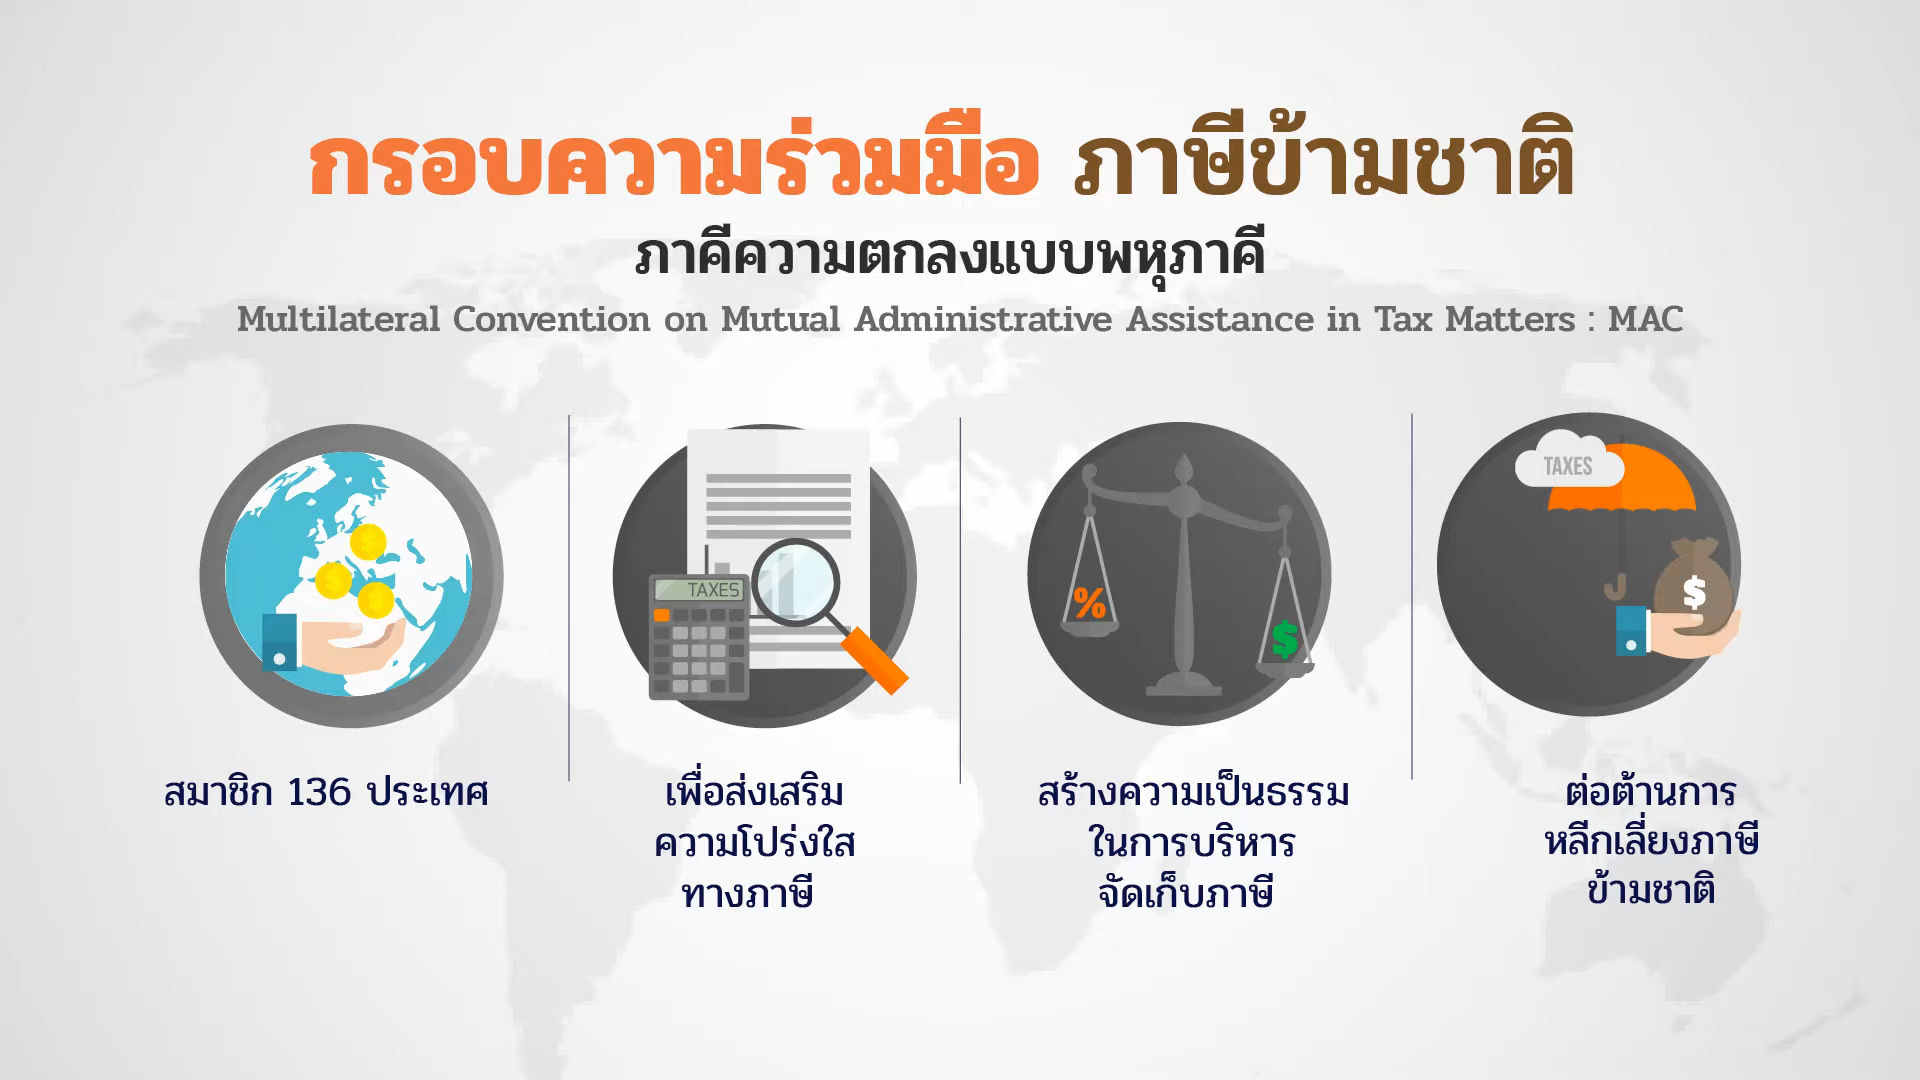 กรอบความร่วมมือ ภาษีข้ามชาติ
ภาคีความตกลงแบบพหุภาคี
Multilateral Convention on Mutual Administrative Assistance in Tax Matters : MAC
TAXES
TAXES
%
$
$
$
$
$
สมาชิก 136 ประเทศ
เพื่อส่งเสริม
ความโปร่งใส
ทางภาษี
สร้างความเป็นธรรม
ในการบริหาร
จัดเก็บภาษี
ต่อต้านการ
หลีกเลี่ยงภาษี
ข้ามชาติ